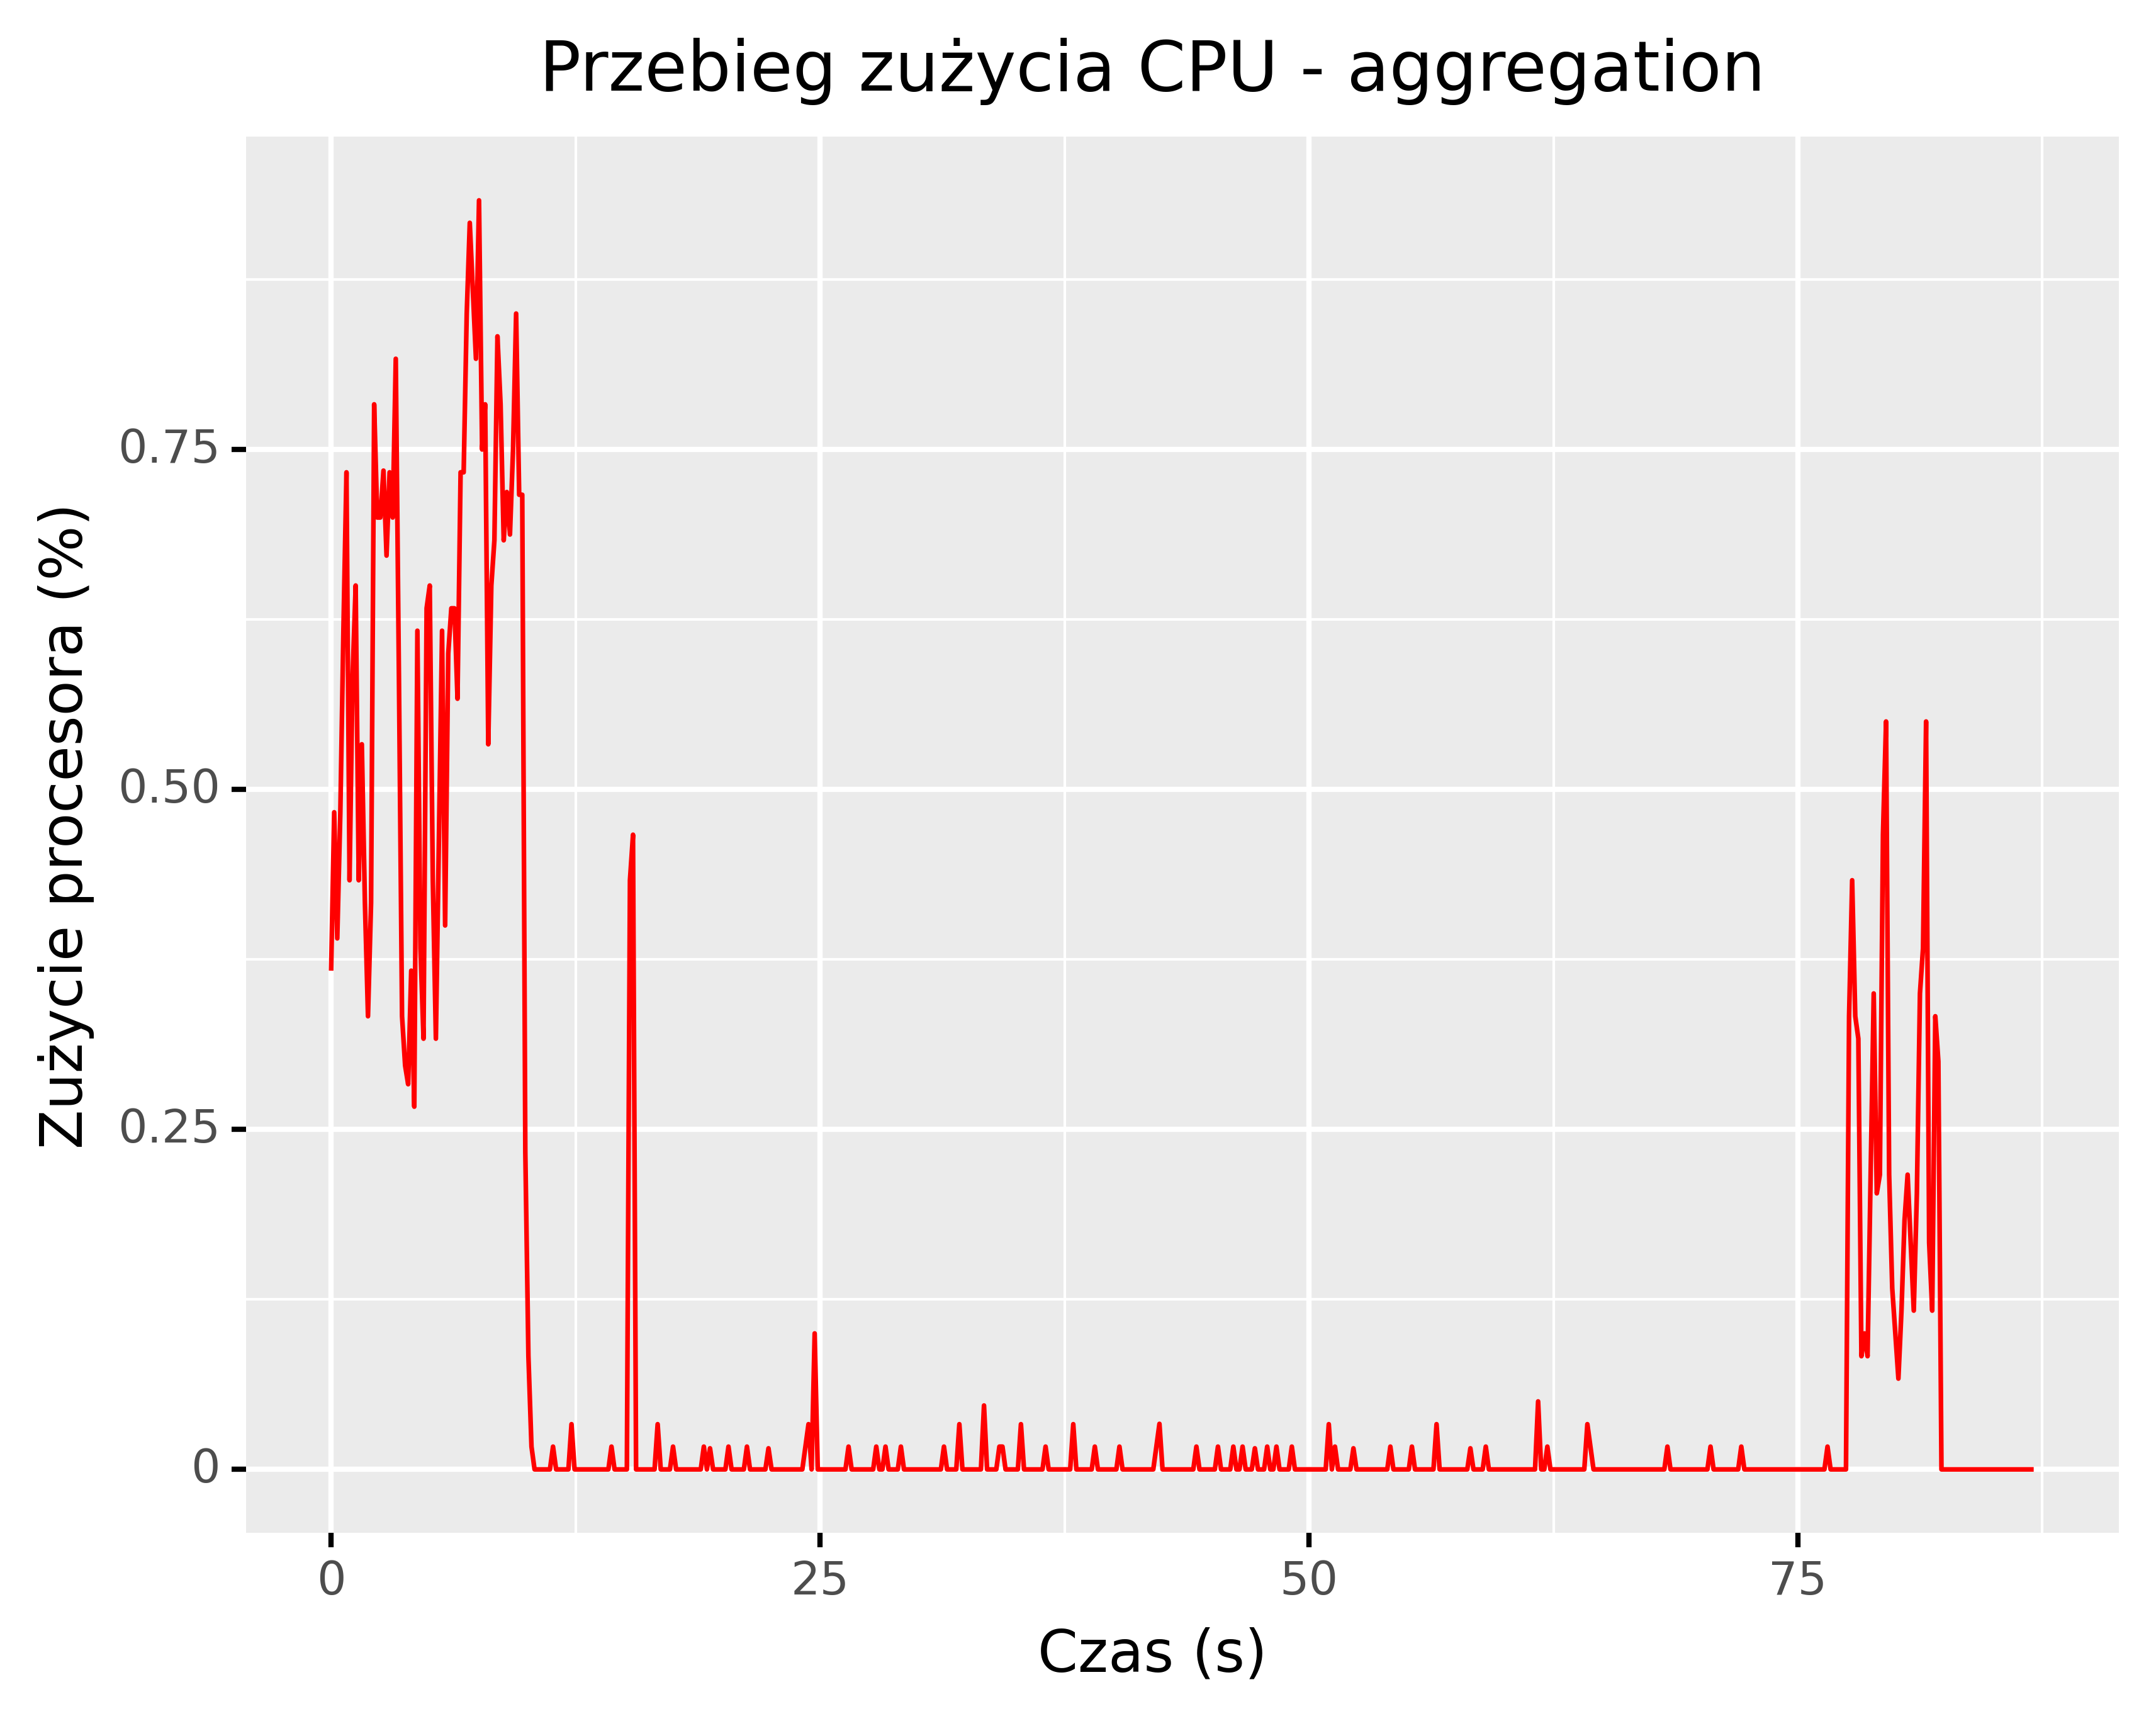 Przebieg zużycia CPU - aggregation
Zużycie procesora (%)
0.75
0.50
0.25
0
0
25
50
75
Czas (s)